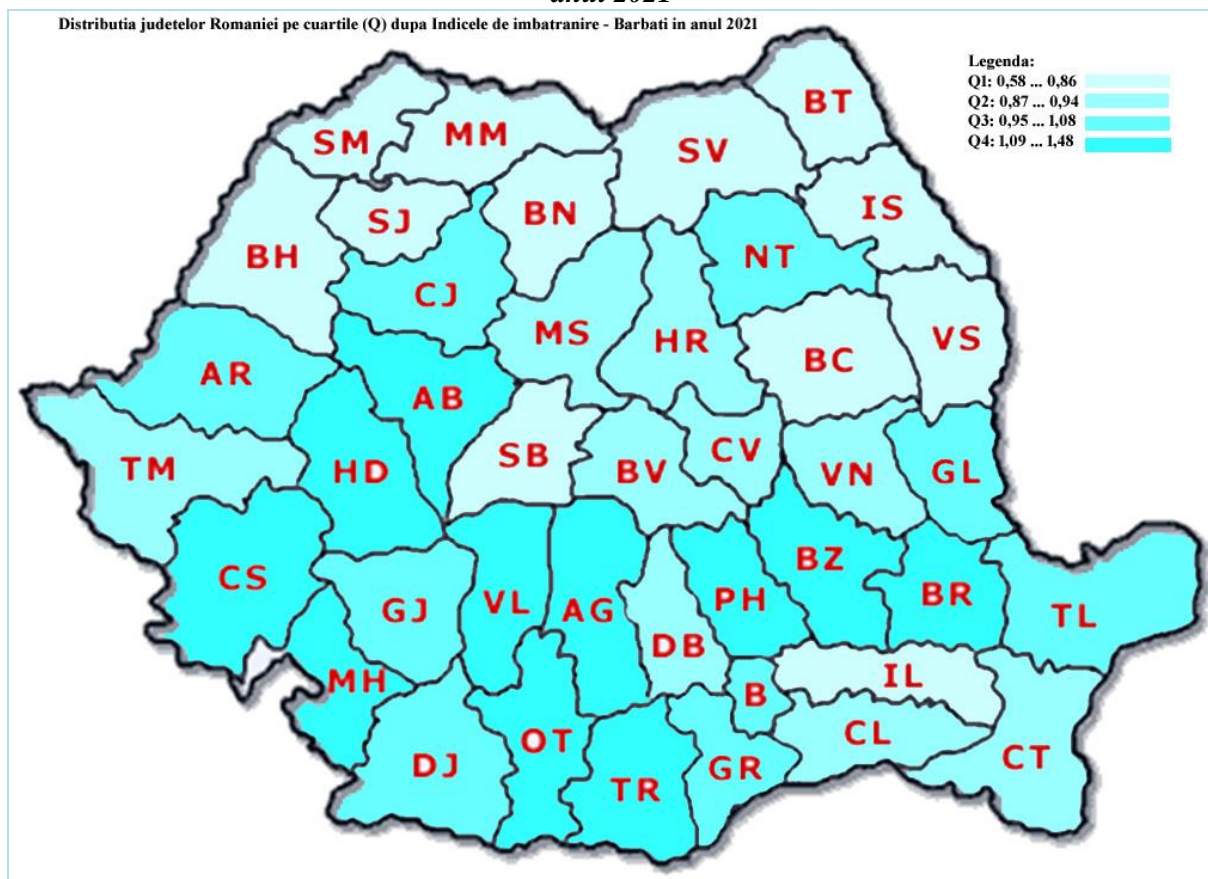 anul 2021
Distributia judetelor Romaniei pe cuartile (Q) dupa Indicele de imbatranire - Barbati in anul 2021
Legenda:
Q1: 0,58 ... 0,86
Q2: 0,87 ... 0,94
Q3: 0,95 ... 1,08
Q4: 1,09 ... 1,48
BT
SM
MM
SV
SJ
BN
IS
BH
NT
CJ
MS
HR
VS
BC
AR
AB
TM
HD
SB
BV
CV
VN
GL
CS
GJ
VL
AG
PH
BZ
BR
TL
DB
MH
B
IL
DJ
OT
TR
GR
CL
CT